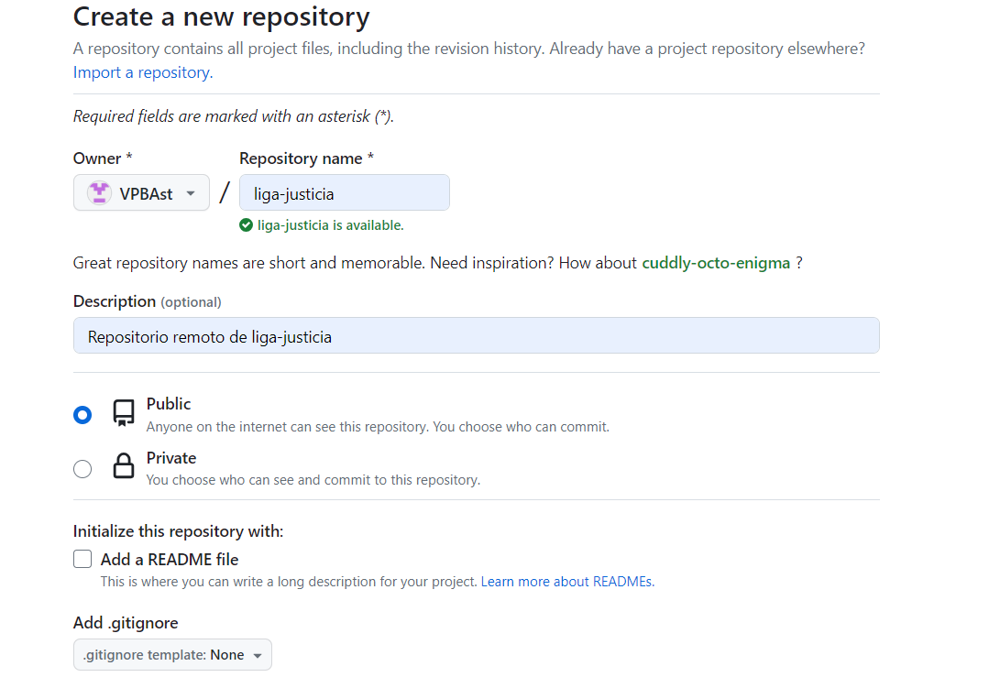 Create a new repository
A repository contains all project files, including the revision history. Already have a project repository elsewhere?
Import a repository.
Required fields are marked with an asterisk (*).
Owner * Repository name *
VPBAst / liga-justicia
liga-justicia is available.
Great repository names are short and memorable. Need inspiration? How about cuddly-octo-enigma ?
Description (optional)
Repositorio remoto de liga-justicia
Public
Anyone on the internet can see this repository. You choose who can commit.
Private
You choose who can see and commit to this repository.
Initialize this repository with:
Add a README file
This is where you can write a long description for your project. Learn more about READMEs.
Add .gitignore
.gitignore template: None